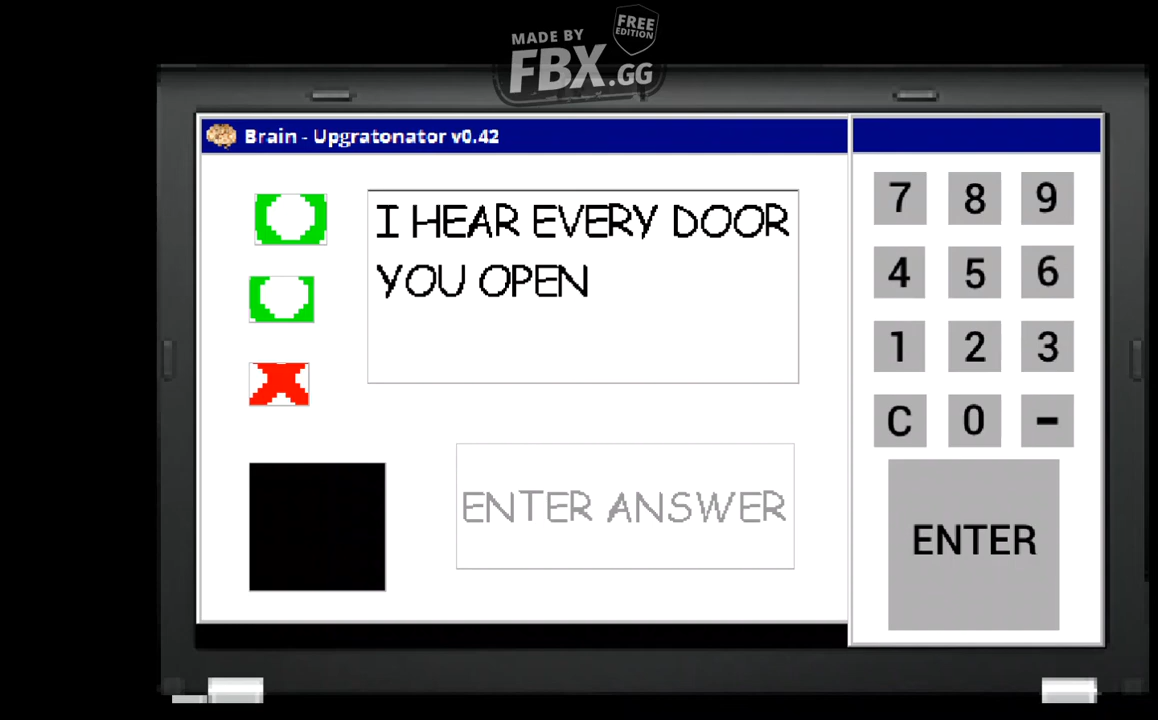 MADE BY
FREE
EDITION
FBX.GG
Brain - Upgratonator v0.42
I HEAR EVERY DOOR
YOU OPEN
ENTER ANSWER
7 8 9
4 5 6
1 2 3
C 0 -
ENTER